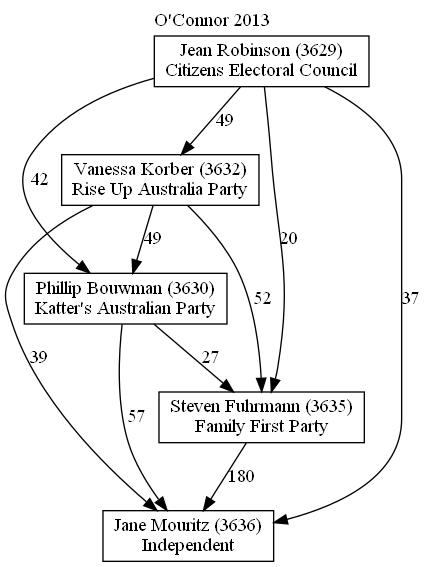 O'Connor 2013
Jean Robinson (3629)
Citizens Electoral Council
49
Vanessa Korber (3632)
Rise Up Australia Party
42
49
20
52
37
Phillip Bouwman (3630)
Katter's Australian Party
39
27
57
Steven Fuhrmann (3635)
Family First Party
180
Jane Mouritz (3636)
Independent